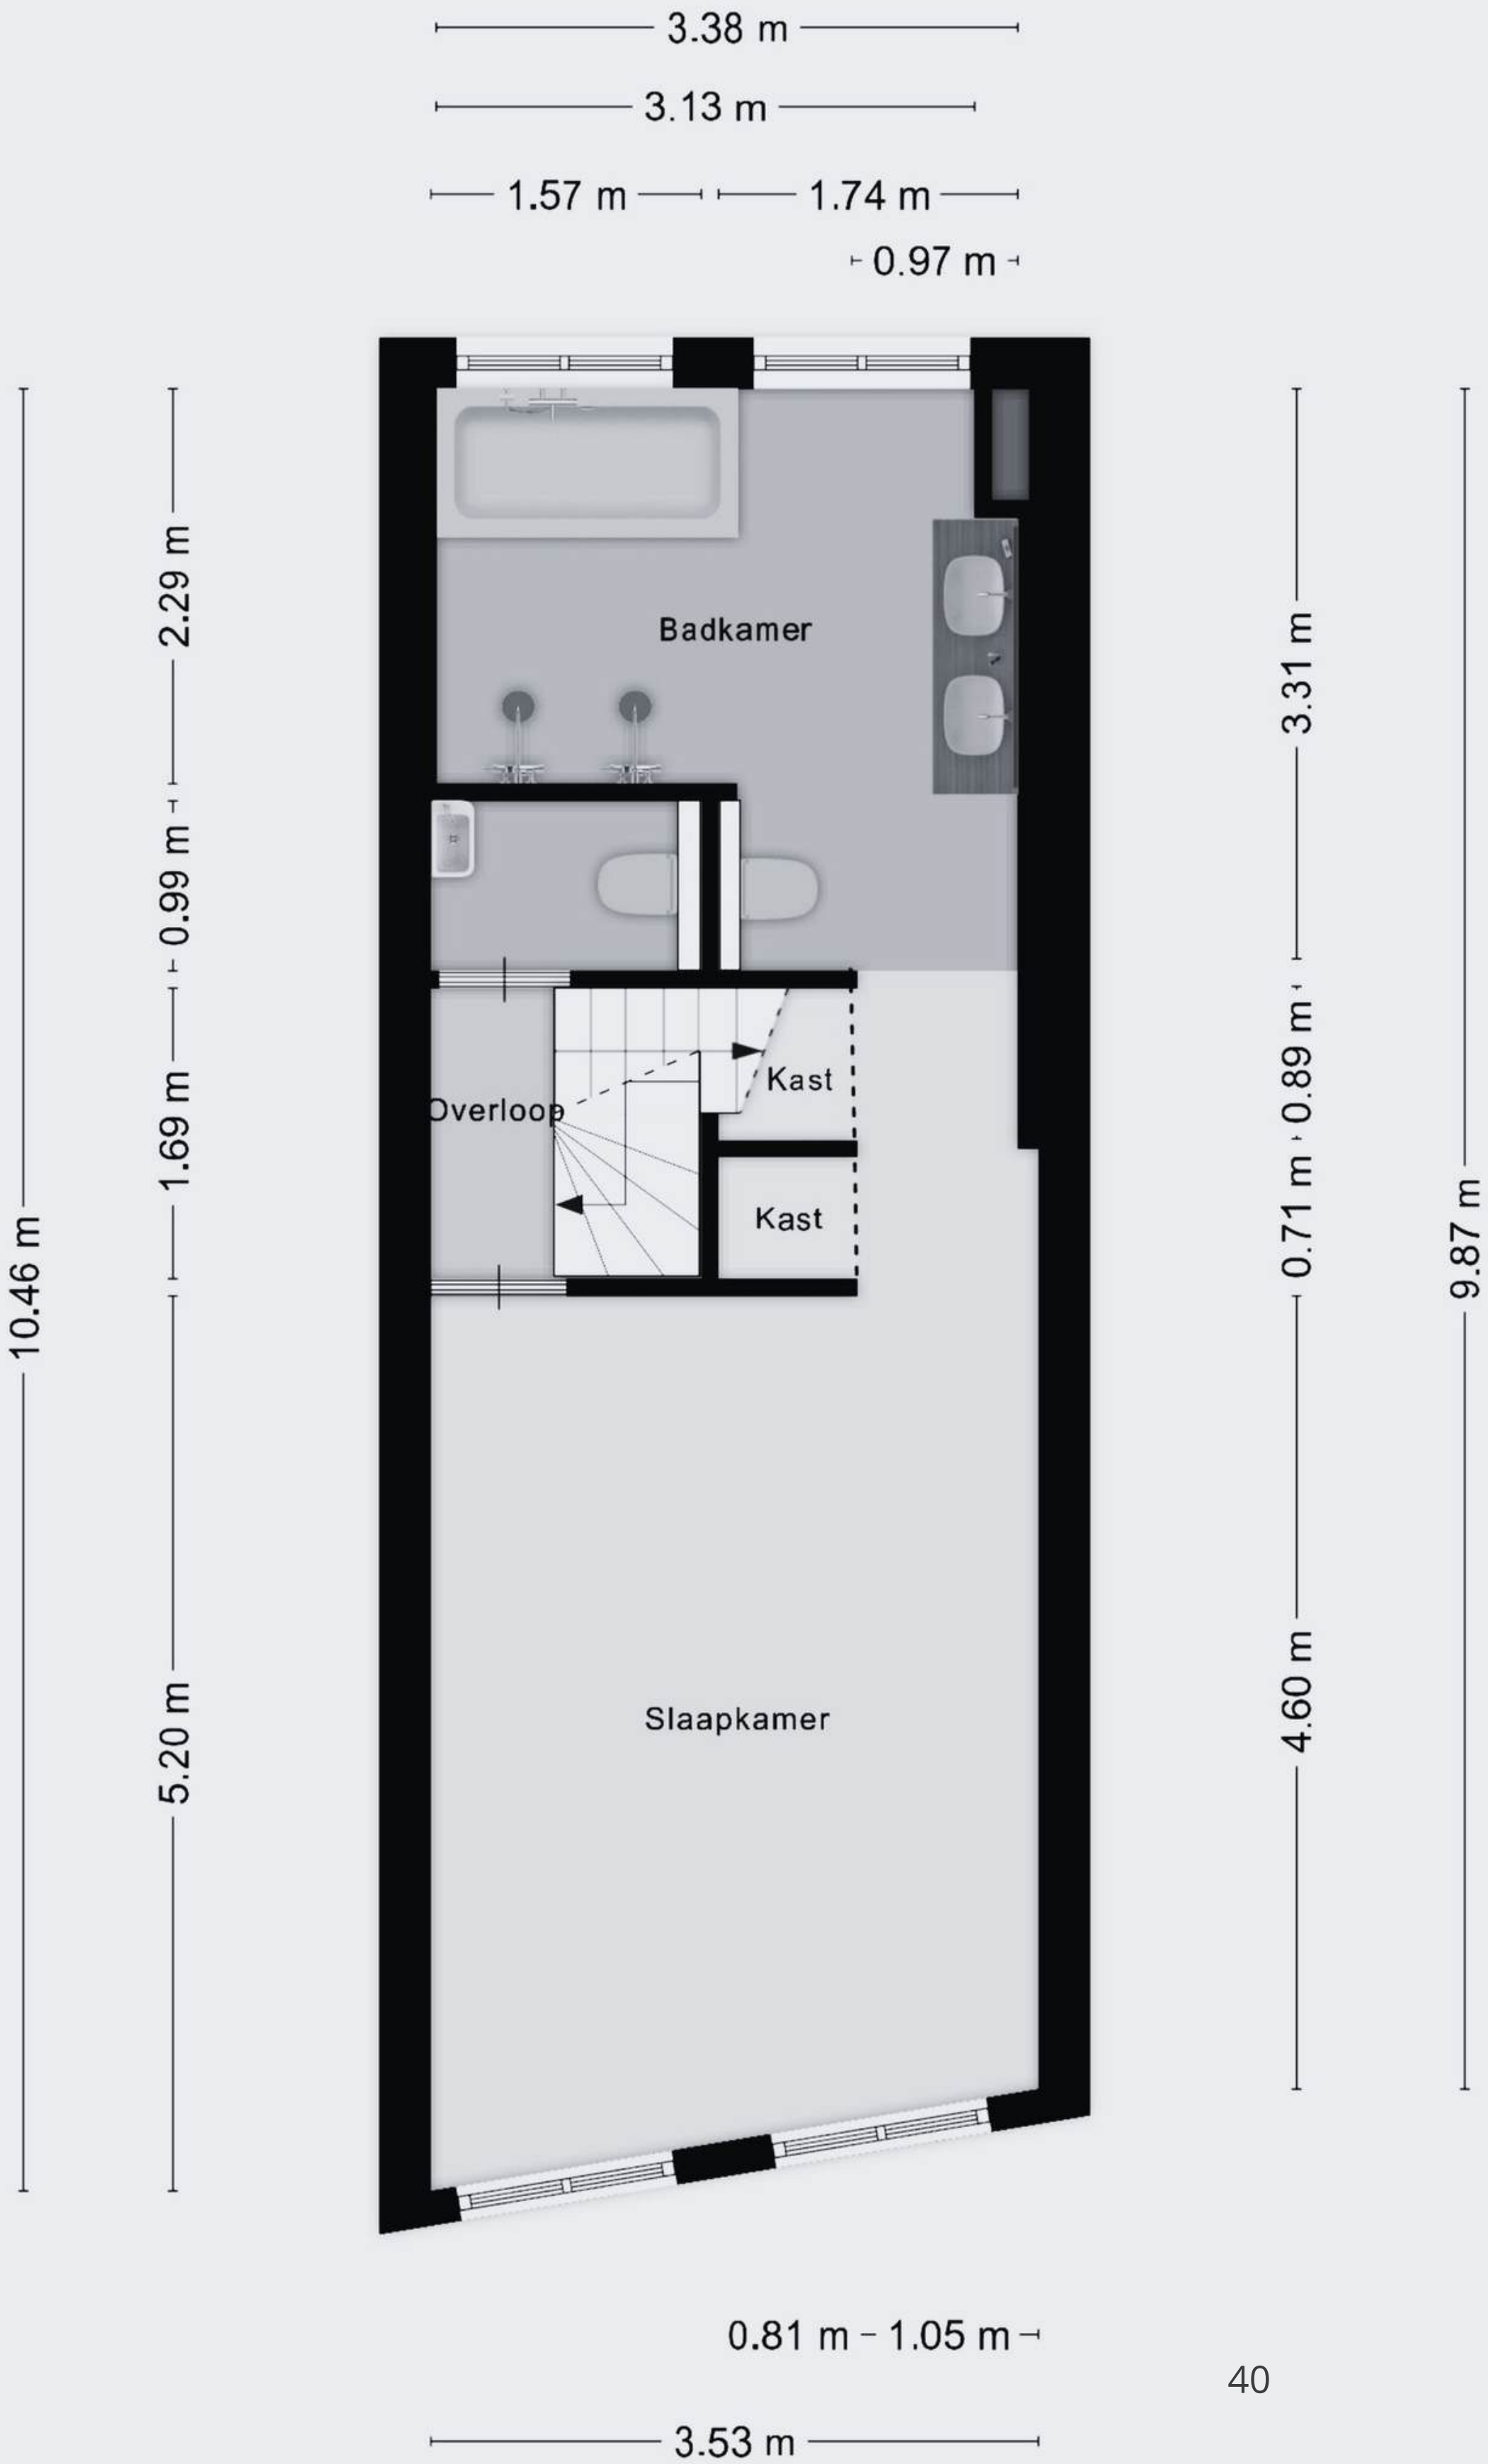 3.38 m
3.13 m
1.57 m
1.74 m
0.97 m
Badkamer
Kast
Overloop
Kast
Slaapkamer
2.29 m
0.99 m
1.69 m
5.20 m
10.46 m
3.31 m
0.89 m
0.71 m
4.60 m
9.87 m
0.81 m
1.05 m
40
3.53 m